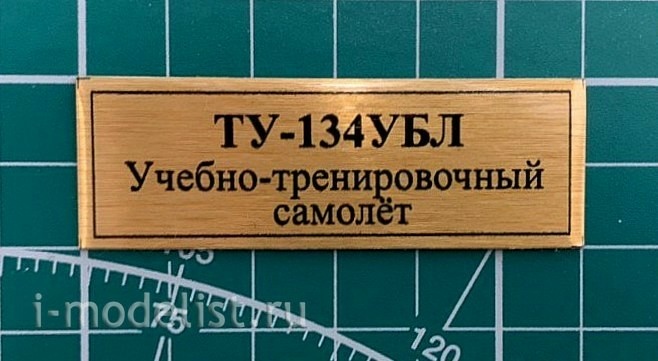 ТУ-134УБЛ
Учебно-тренировочный
самолёт
i-modelist.ru
120